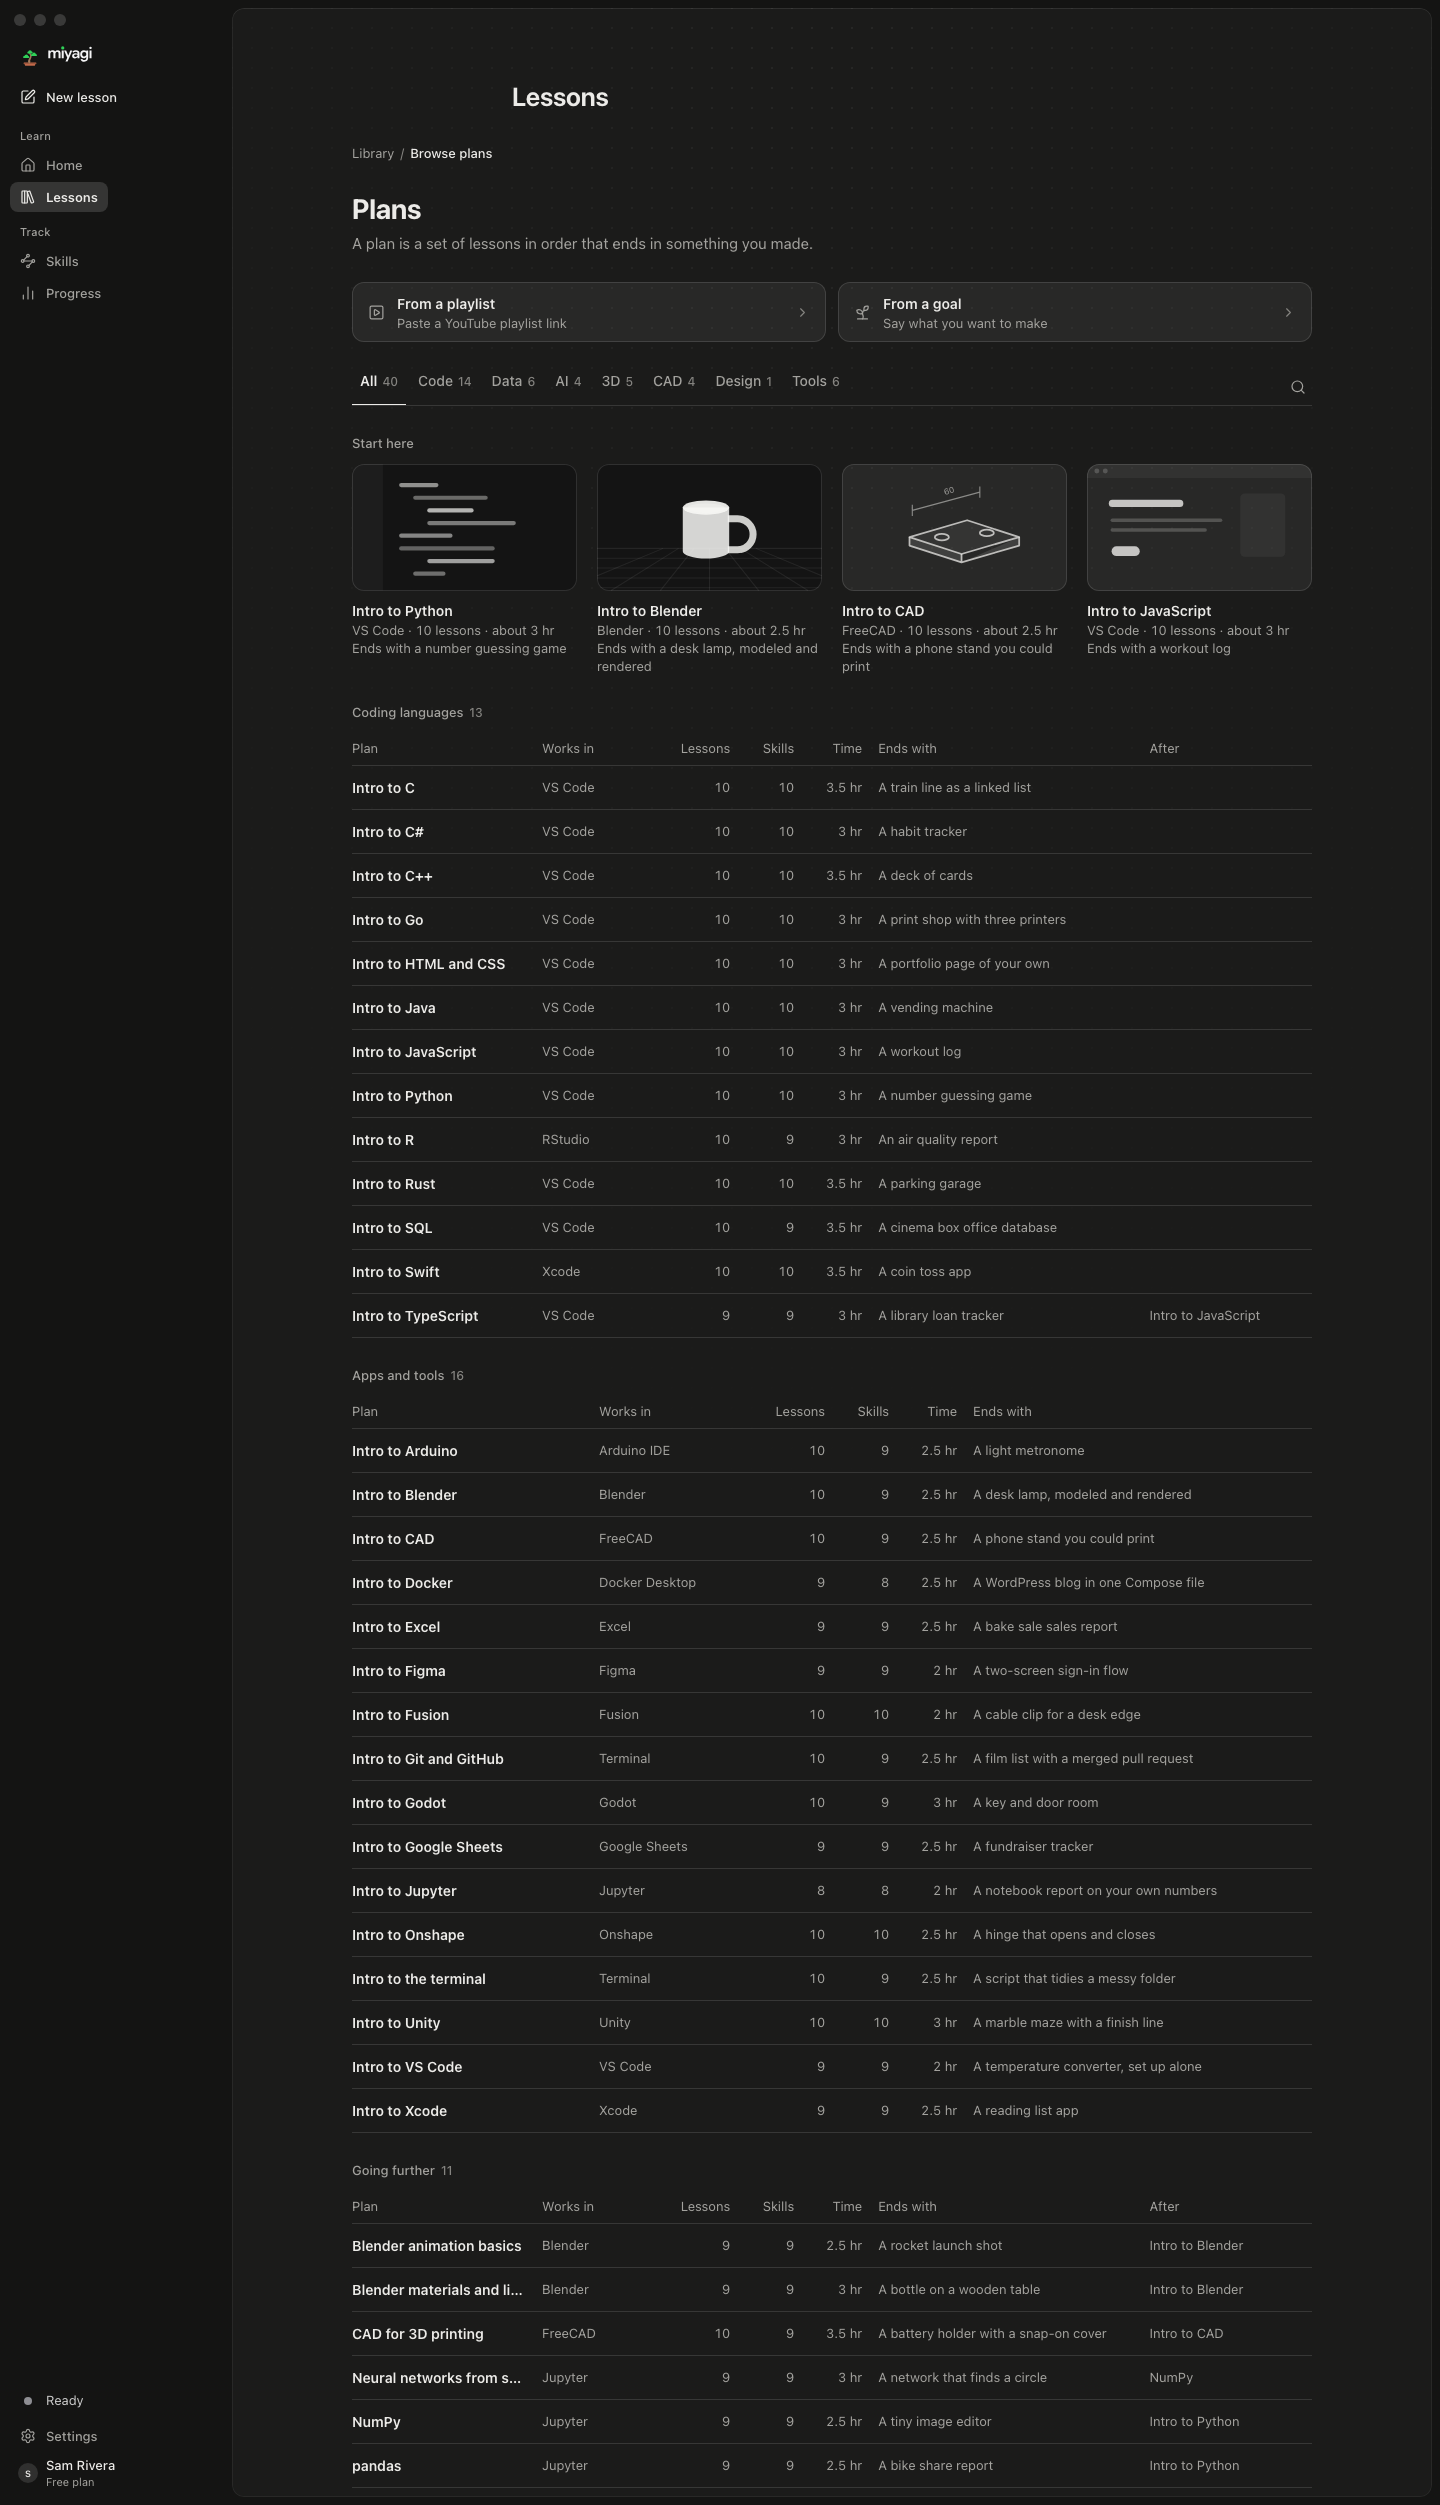 miyagi
New lesson
Learn
Home
Lessons
Track
Skills
Progress
Lessons
Library / Browse plans
Plans
A plan is a set of lessons in order that ends in something you made.
From a playlist
Paste a YouTube playlist link
From a goal
Say what you want to make
All 40 Code 14 Data 6 AI 4 3D 5 CAD 4 Design 1 Tools 6
Start here
60
Intro to Python
VS Code · 10 lessons · about 3 hr
Ends with a number guessing game
Intro to Blender
Blender · 10 lessons · about 2.5 hr
Ends with a desk lamp, modeled and
rendered
Intro to CAD
FreeCAD · 10 lessons · about 2.5 hr
Ends with a phone stand you could
print
Intro to JavaScript
VS Code · 10 lessons · about 3 hr
Ends with a workout log
Coding languages 13
Plan Works in Lessons Skills Time Ends with After
Intro to C VS Code 10 10 3.5 hr A train line as a linked list
Intro to C# VS Code 10 10 3 hr A habit tracker
Intro to C++ VS Code 10 10 3.5 hr A deck of cards
Intro to Go VS Code 10 10 3 hr A print shop with three printers
Intro to HTML and CSS VS Code 10 10 3 hr A portfolio page of your own
Intro to Java VS Code 10 10 3 hr A vending machine
Intro to JavaScript VS Code 10 10 3 hr A workout log
Intro to Python VS Code 10 10 3 hr A number guessing game
Intro to R RStudio 10 9 3 hr An air quality report
Intro to Rust VS Code 10 10 3.5 hr A parking garage
Intro to SQL VS Code 10 9 3.5 hr A cinema box office database
Intro to Swift Xcode 10 10 3.5 hr A coin toss app
Intro to TypeScript VS Code 9 9 3 hr A library loan tracker Intro to JavaScript
Apps and tools 16
Plan Works in Lessons Skills Time Ends with
Intro to Arduino Arduino IDE 10 9 2.5 hr A light metronome
Intro to Blender Blender 10 9 2.5 hr A desk lamp, modeled and rendered
Intro to CAD FreeCAD 10 9 2.5 hr A phone stand you could print
Intro to Docker Docker Desktop 9 8 2.5 hr A WordPress blog in one Compose file
Intro to Excel Excel 9 9 2.5 hr A bake sale sales report
Intro to Figma Figma 9 9 2 hr A two-screen sign-in flow
Intro to Fusion Fusion 10 10 2 hr A cable clip for a desk edge
Intro to Git and GitHub Terminal 10 9 2.5 hr A film list with a merged pull request
Intro to Godot Godot 10 9 3 hr A key and door room
Intro to Google Sheets Google Sheets 9 9 2.5 hr A fundraiser tracker
Intro to Jupyter Jupyter 8 8 2 hr A notebook report on your own numbers
Intro to Onshape Onshape 10 10 2.5 hr A hinge that opens and closes
Intro to the terminal Terminal 10 9 2.5 hr A script that tidies a messy folder
Intro to Unity Unity 10 10 3 hr A marble maze with a finish line
Intro to VS Code VS Code 9 9 2 hr A temperature converter, set up alone
Intro to Xcode Xcode 9 9 2.5 hr A reading list app
Going further 11
Plan Works in Lessons Skills Time Ends with After
Blender animation basics Blender 9 9 2.5 hr A rocket launch shot Intro to Blender
Blender materials and li... Blender 9 9 3 hr A bottle on a wooden table Intro to Blender
CAD for 3D printing FreeCAD 10 9 3.5 hr A battery holder with a snap-on cover Intro to CAD
Neural networks from s... Jupyter 9 9 3 hr A network that finds a circle NumPy
NumPy Jupyter 9 9 2.5 hr A tiny image editor Intro to Python
pandas Jupyter 9 9 2.5 hr A bike share report Intro to Python
Ready
Settings
S
Sam Rivera
Free plan